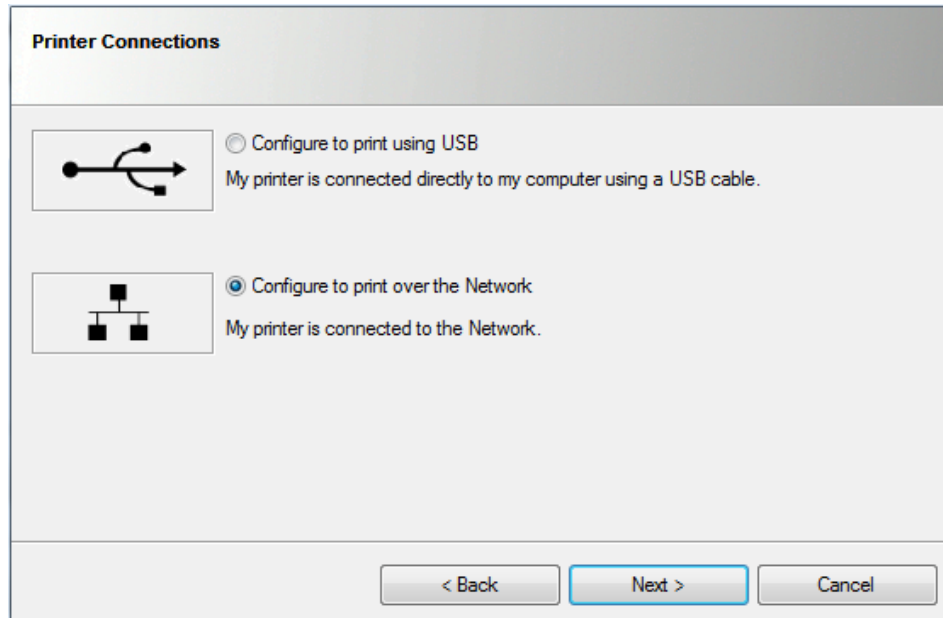 Printer Connections
Configure to print using USB
My printer is connected directly to my computer using a USB cable.
Configure to print over the Network
My printer is connected to the Network.
< Back
Next >
Cancel